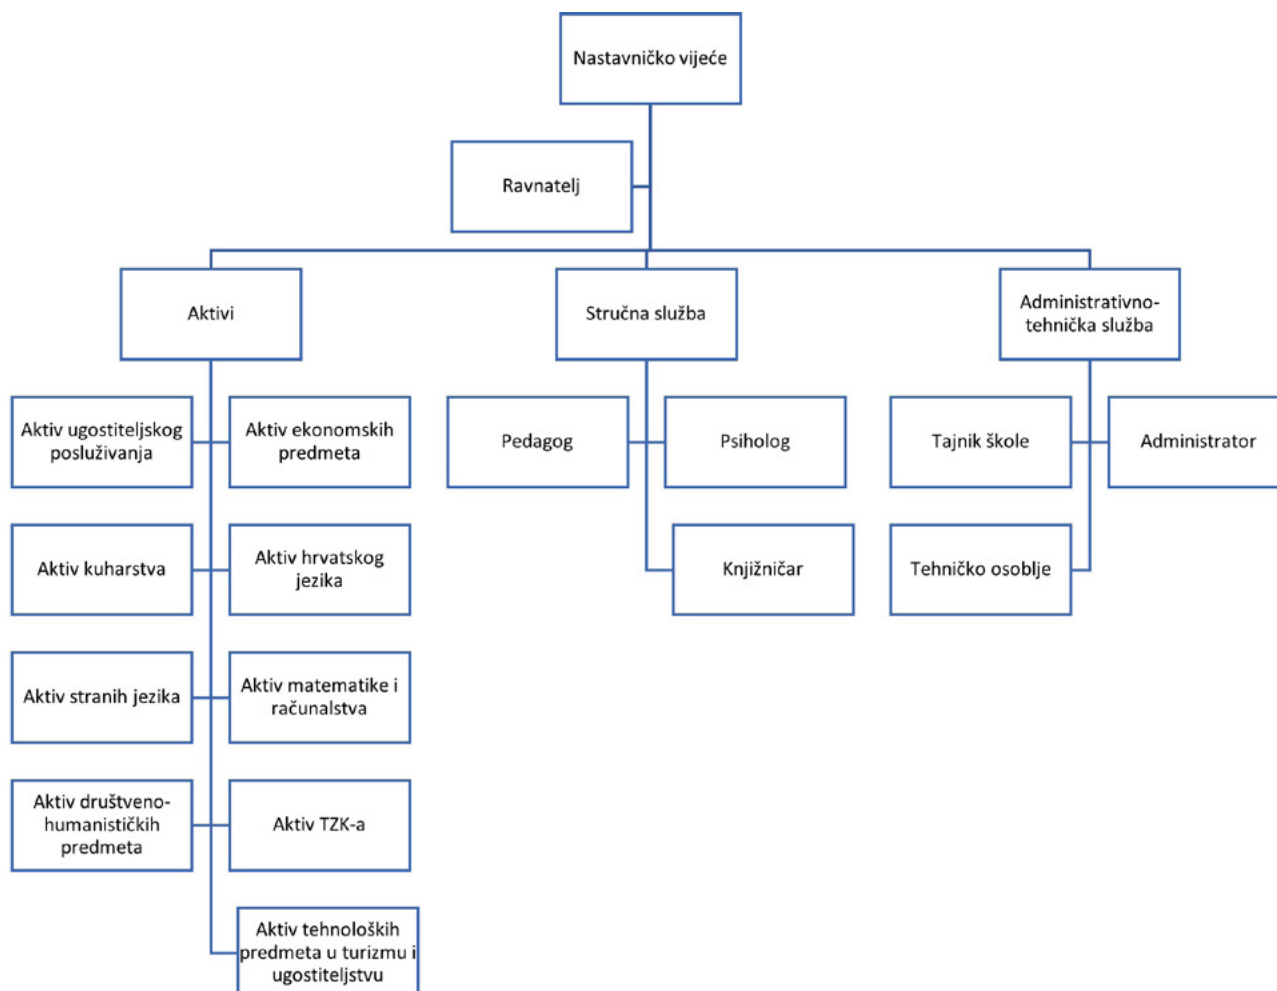 Nastavničko vijeće
Ravnatelj
Aktivi
Stručna služba
Administrativno-
tehnička služba
Aktiv ugostiteljskog
posluživanja
Aktiv ekonomskih
predmeta
Pedagog
Psiholog
Tajnik škole
Administrator
Aktiv kuharstva
Aktiv hrvatskog
jezika
Knjižničar
Tehničko osoblje
Aktiv stranih jezika
Aktiv matematike i
računalstva
Aktiv društveno-
humanističkih
predmeta
Aktiv TZK-a
Aktiv tehnoloških
predmeta u turizmu i
ugostiteljstvu